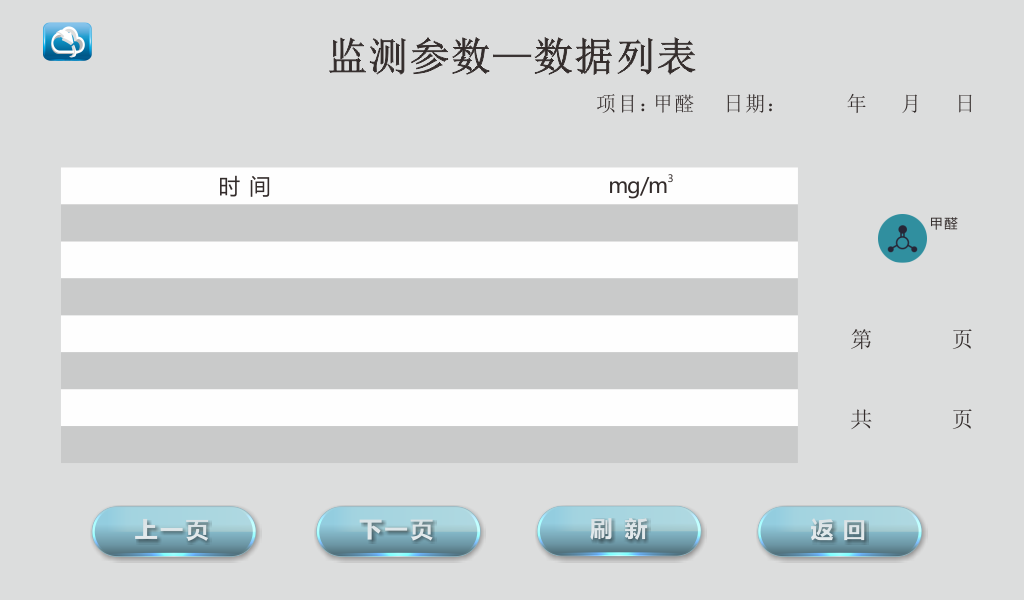 监测参数—数据列表
项目：甲醛 日期： 年 月 日
时间 mg/m³
甲醛
第 页
共 页
上一页 下一页 刷新 返回